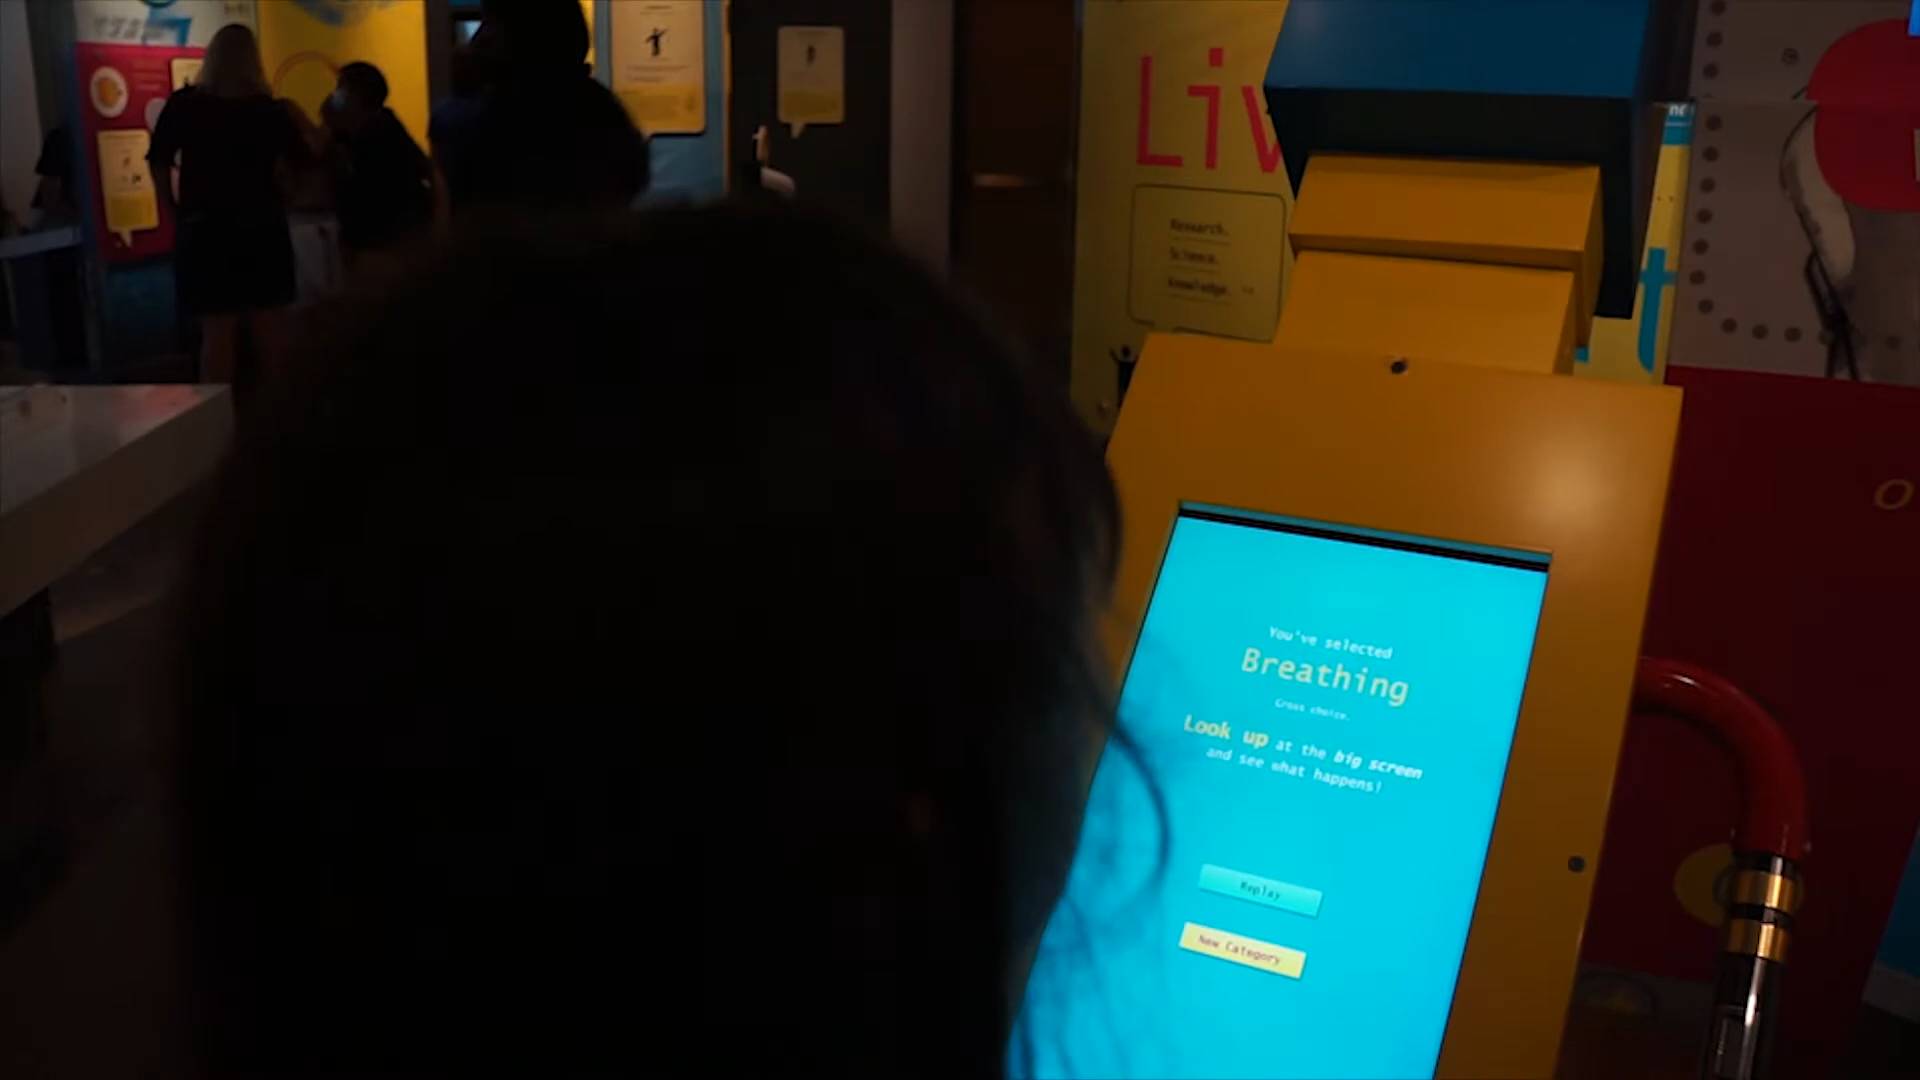 Liv
Research.
Science.
Knowledge.
t
You've selected
Breathing
Gross choice.
Look up at the big screen
and see what happens!
Replay
New Category